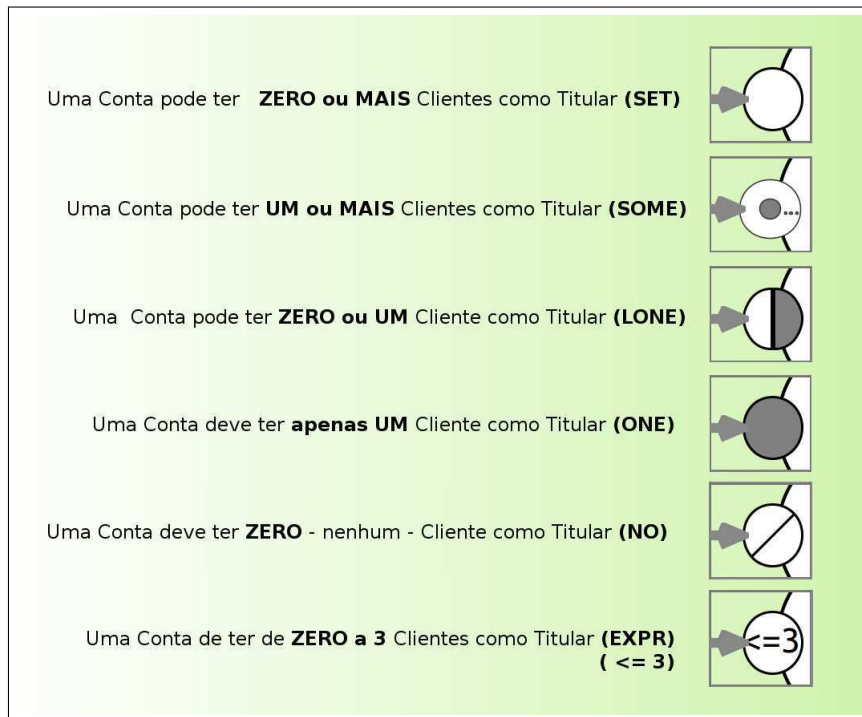 Uma Conta pode ter ZERO ou MAIS Clientes como Titular (SET)
Uma Conta pode ter UM ou MAIS Clientes como Titular (SOME)
...
Uma Conta pode ter ZERO ou UM Cliente como Titular (LONE)
Uma Conta deve ter apenas UM Cliente como Titular (ONE)
Uma Conta deve ter ZERO - nenhum - Cliente como Titular (NO)
Uma Conta de ter de ZERO a 3 Clientes como Titular (EXPR)
( <= 3)
<=3